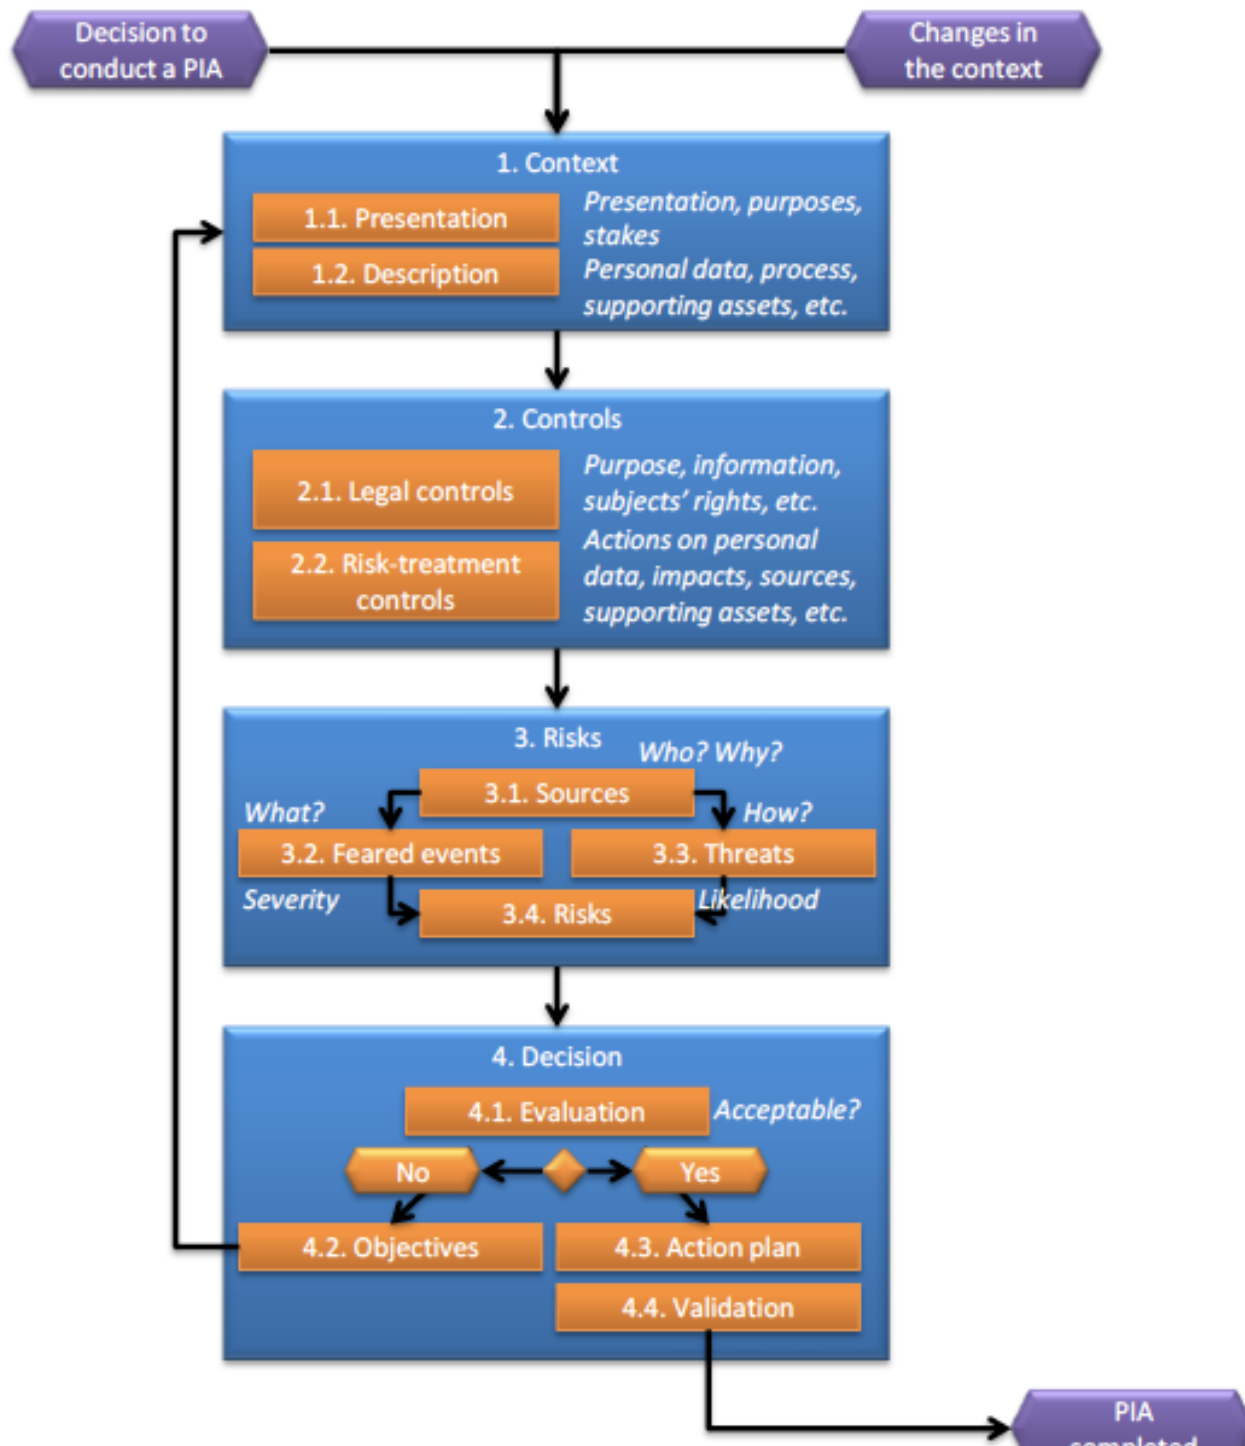 Decision to
conduct a PIA
Changes in
the context
1. Context
1.1. Presentation
Presentation, purposes,
stakes
1.2. Description
Personal data, process,
supporting assets, etc.
2. Controls
2.1. Legal controls
Purpose, information,
subjects' rights, etc.
2.2. Risk-treatment
controls
Actions on personal
data, impacts, sources,
supporting assets, etc.
3. Risks
Who? Why?
3.1. Sources
What?
How?
3.2. Feared events
3.3. Threats
Severity
Likelihood
3.4. Risks
4. Decision
4.1. Evaluation
Acceptable?
No
Yes
4.2. Objectives
4.3. Action plan
4.4. Validation
PIA
completed